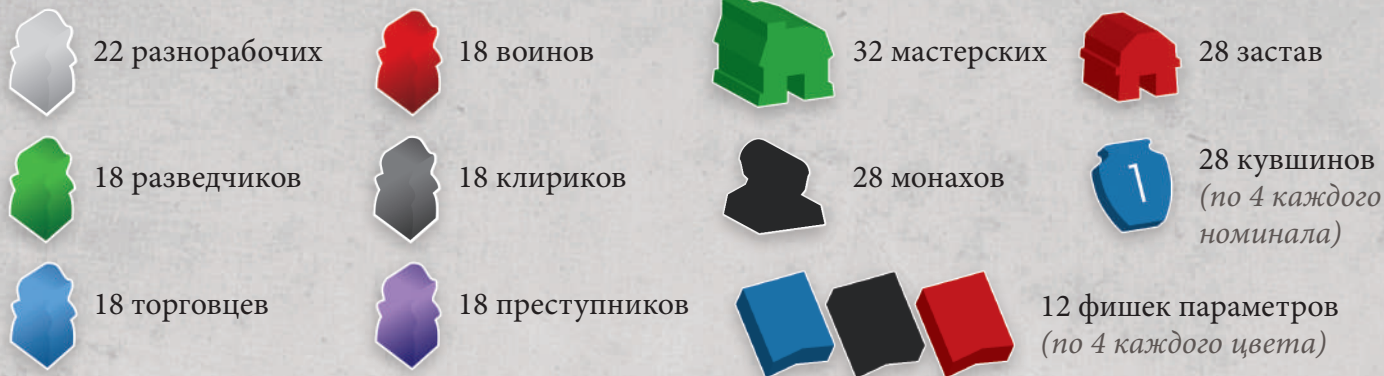 22 разнорабочих
18 воинов
32 мастерских
28 застав
18 разведчиков
18 клириков
28 монахов
1
28 кувшинов
(по 4 каждого
номинала)
18 торговцев
18 преступников
12 фишек параметров
(по 4 каждого цвета)